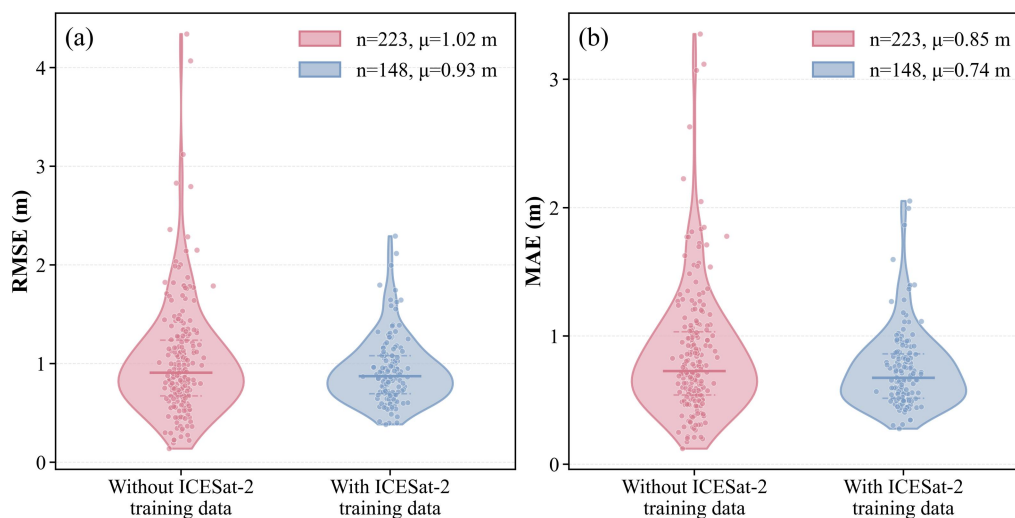 (a)
n=223, μ=1.02 m
n=148, μ=0.93 m
RMSE (m)
4
3
2
1
0
Without ICESat-2
training data
With ICESat-2
training data
(b)
n=223, μ=0.85 m
n=148, μ=0.74 m
MAE (m)
3
2
1
0
Without ICESat-2
training data
With ICESat-2
training data